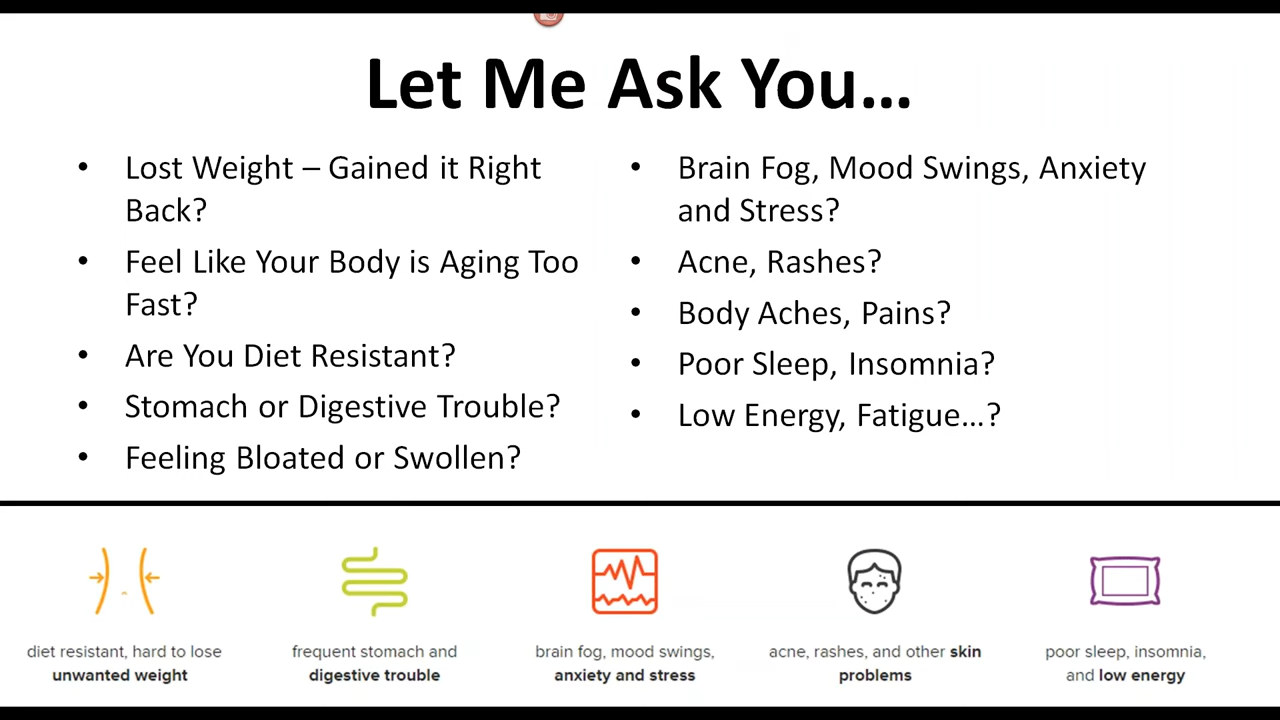 Let Me Ask You...
• Lost Weight – Gained it Right
Back?
• Feel Like Your Body is Aging Too
Fast?
• Are You Diet Resistant?
• Stomach or Digestive Trouble?
• Feeling Bloated or Swollen?
• Brain Fog, Mood Swings, Anxiety
and Stress?
• Acne, Rashes?
• Body Aches, Pains?
• Poor Sleep, Insomnia?
• Low Energy, Fatigue...?
diet resistant, hard to lose
unwanted weight
frequent stomach and
digestive trouble
brain fog, mood swings,
anxiety and stress
acne, rashes, and other skin
problems
poor sleep, insomnia,
and low energy